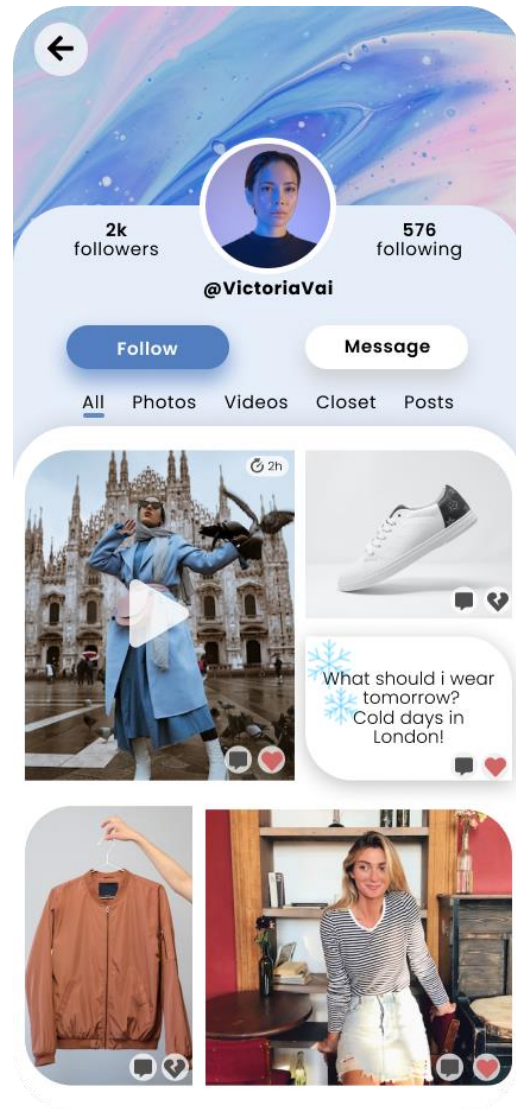 2k
followers
576
following
@VictoriaVai
Follow
Message
All Photos Videos Closet Posts
2h
What should i wear
tomorrow?
Cold days in
London!